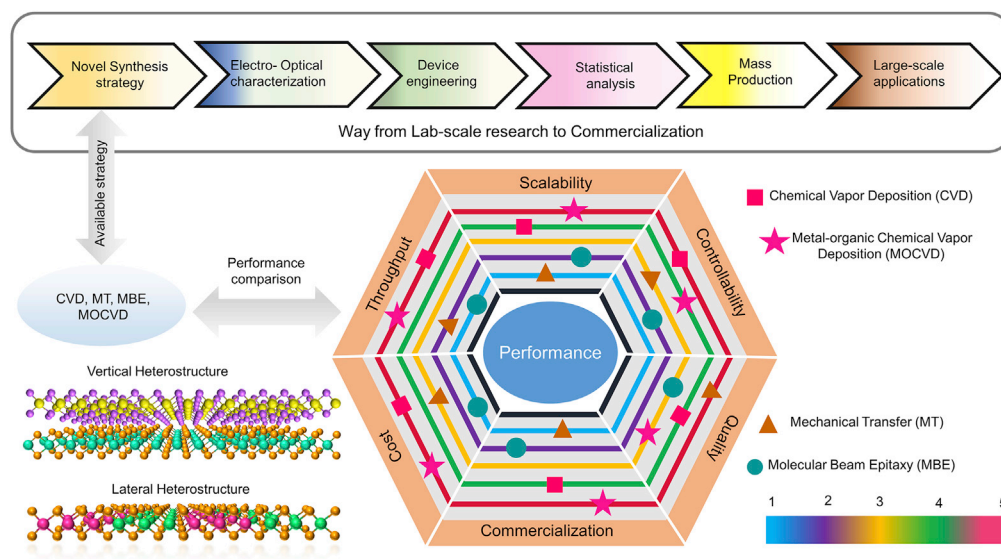 Novel Synthesis
strategy
Electro- Optical
characterization
Device
engineering
Statistical
analysis
Mass
Production
Large-scale
applications
Way from Lab-scale research to Commercialization
Available strategy
CVD, MT, MBE,
MOCVD
Performance
comparison
Scalability
Controllability
Quality
Commercialization
Cost
Throughput
Performance
Chemical Vapor Deposition (CVD)
Metal-organic Chemical Vapor
Deposition (MOCVD)
Mechanical Transfer (MT)
Molecular Beam Epitaxy (MBE)
1 2 3 4 5
Vertical Heterostructure
Lateral Heterostructure